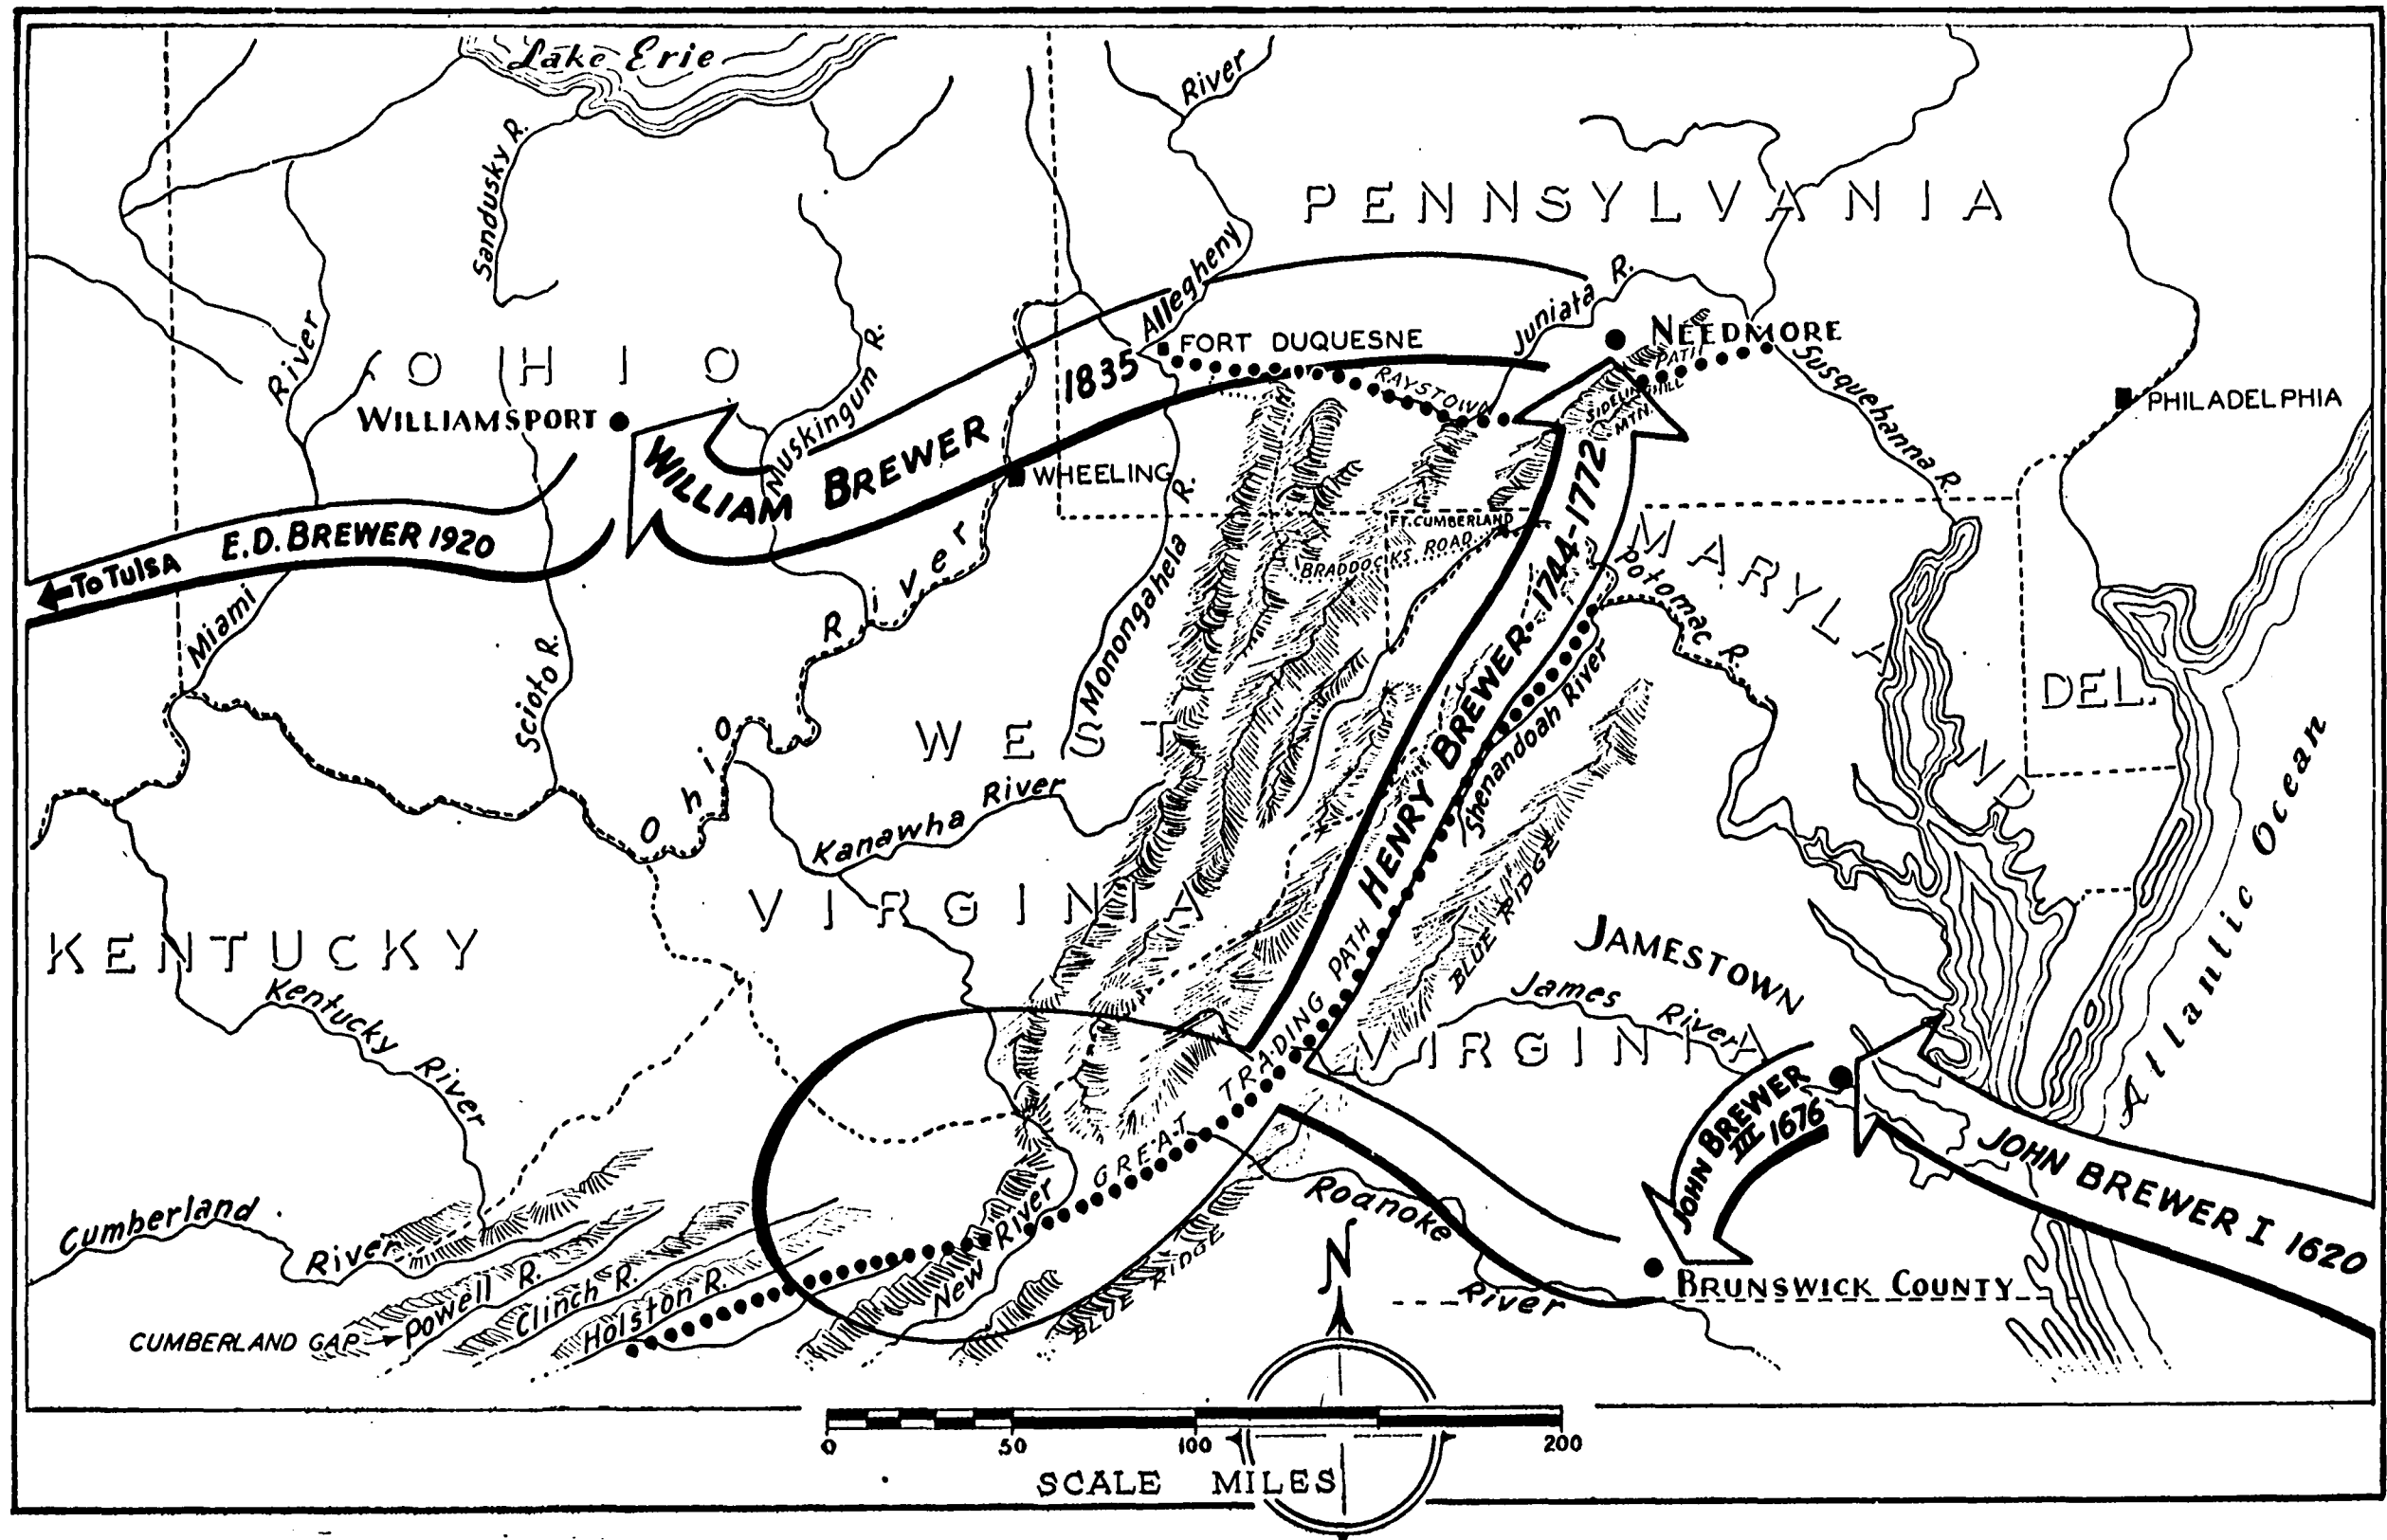 Lake Erie
River
PENNSYLVANIA
Sandusky R.
Allegheny
Juniata R.
NEEDMORE
FORT DUQUESNE
PATH
RAYSTOWN
SIDELING HILL
MTN.
Susquehanna R.
PHILADELPHIA
OHIO
River
WILLIAMSPORT
Muskingum R.
1835
WILLIAM BREWER
WHEELING
R.
Monongahela
FT. CUMBERLAND
BRADDOCKS ROAD
E.D. BREWER 1920
←TO TULSA
Miami
Scioto R.
Ohio River
MARYLAND
Potomac R.
DEL.
HENRY BREWER-1744-1772
Shenandoah River
Atlantic Ocean
WEST
VIRGINIA
Kanawha River
KENTUCKY
Kentucky River
BLUE RIDGE
JAMESTOWN
James River
VIRGINIA
GREAT TRADING PATH
JOHN BREWER
III 1676
JOHN BREWER I 1620
Cumberland
River
Powell R.
Clinch R.
Holston R.
New River
BLUE RIDGE
Roanoke
River
BRUNSWICK COUNTY
CUMBERLAND GAP →
N
0 50 100 200
SCALE MILES